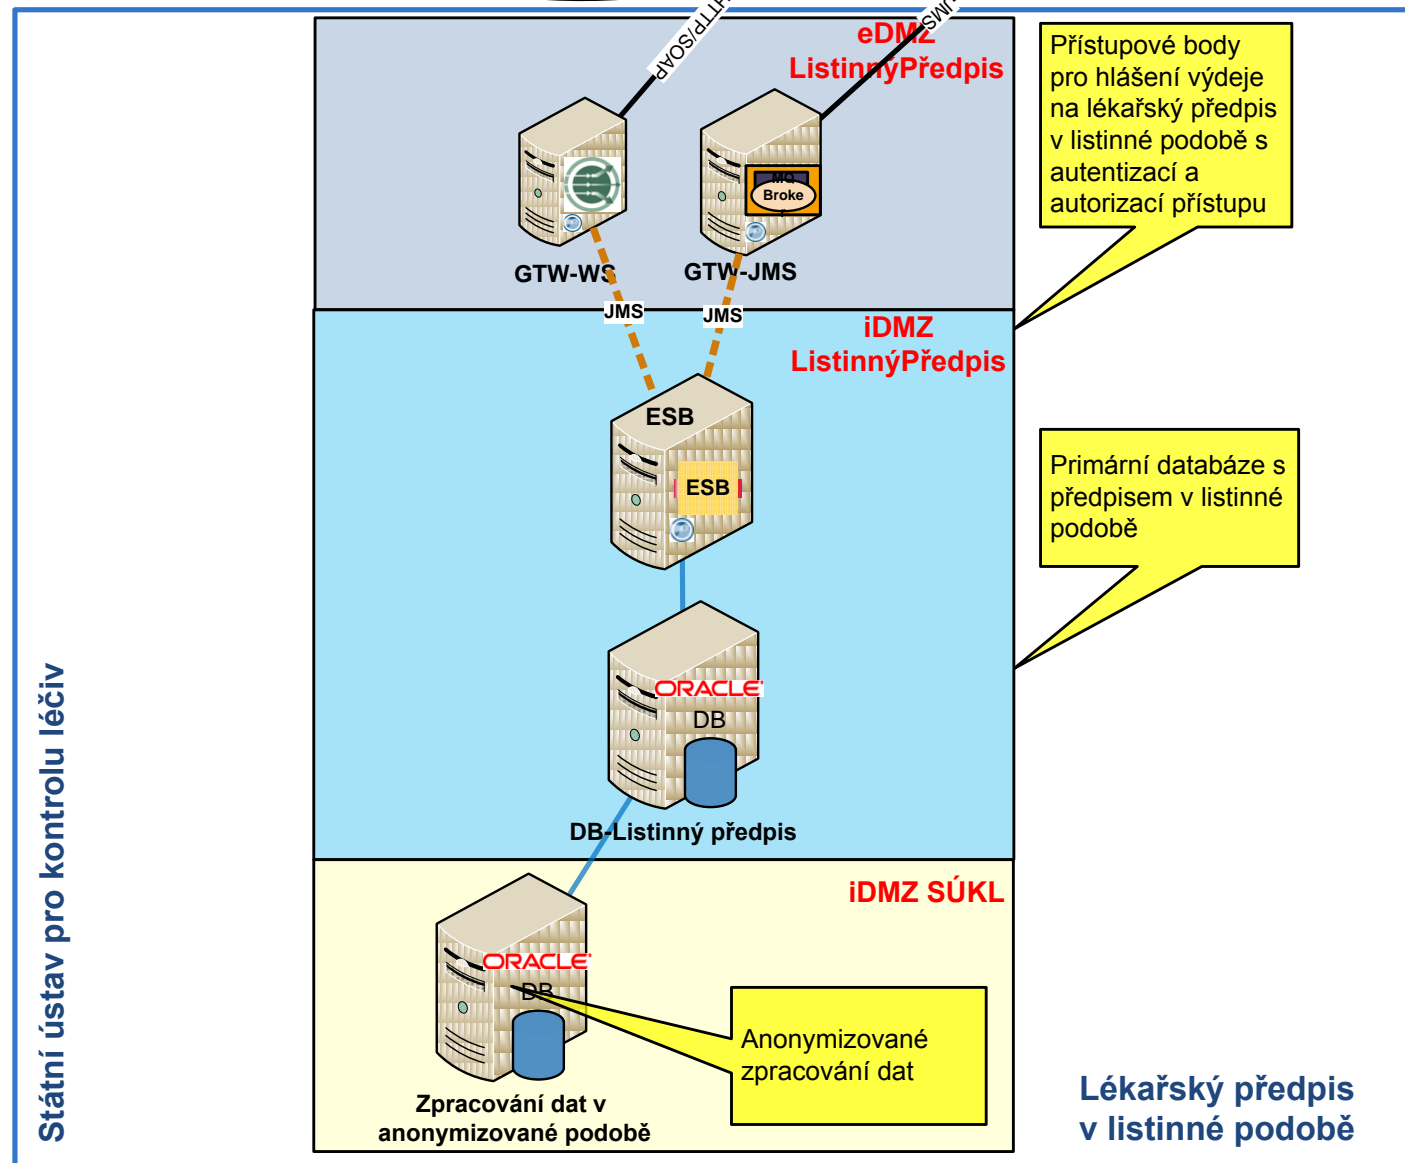 HTTP/SOAP
JMS
eDMZ
ListinnýPředpis
Přístupové body
pro hlášení výdeje
na lékařský předpis
v listinné podobě s
autentizací a
autorizací přístupu
MQ
Broke
GTW-WS
GTW-JMS
JMS
JMS
iDMZ
ListinnýPředpis
ESB
ESB
Primární databáze s
předpisem v listinné
podobě
ORACLE
DB
DB-Listinný předpis
iDMZ SÚKL
ORACLE
DB
Anonymizované
zpracování dat
Zpracování dat v
anonymizované podobě
Státní ústav pro kontrolu léčiv
Lékařský předpis
v listinné podobě